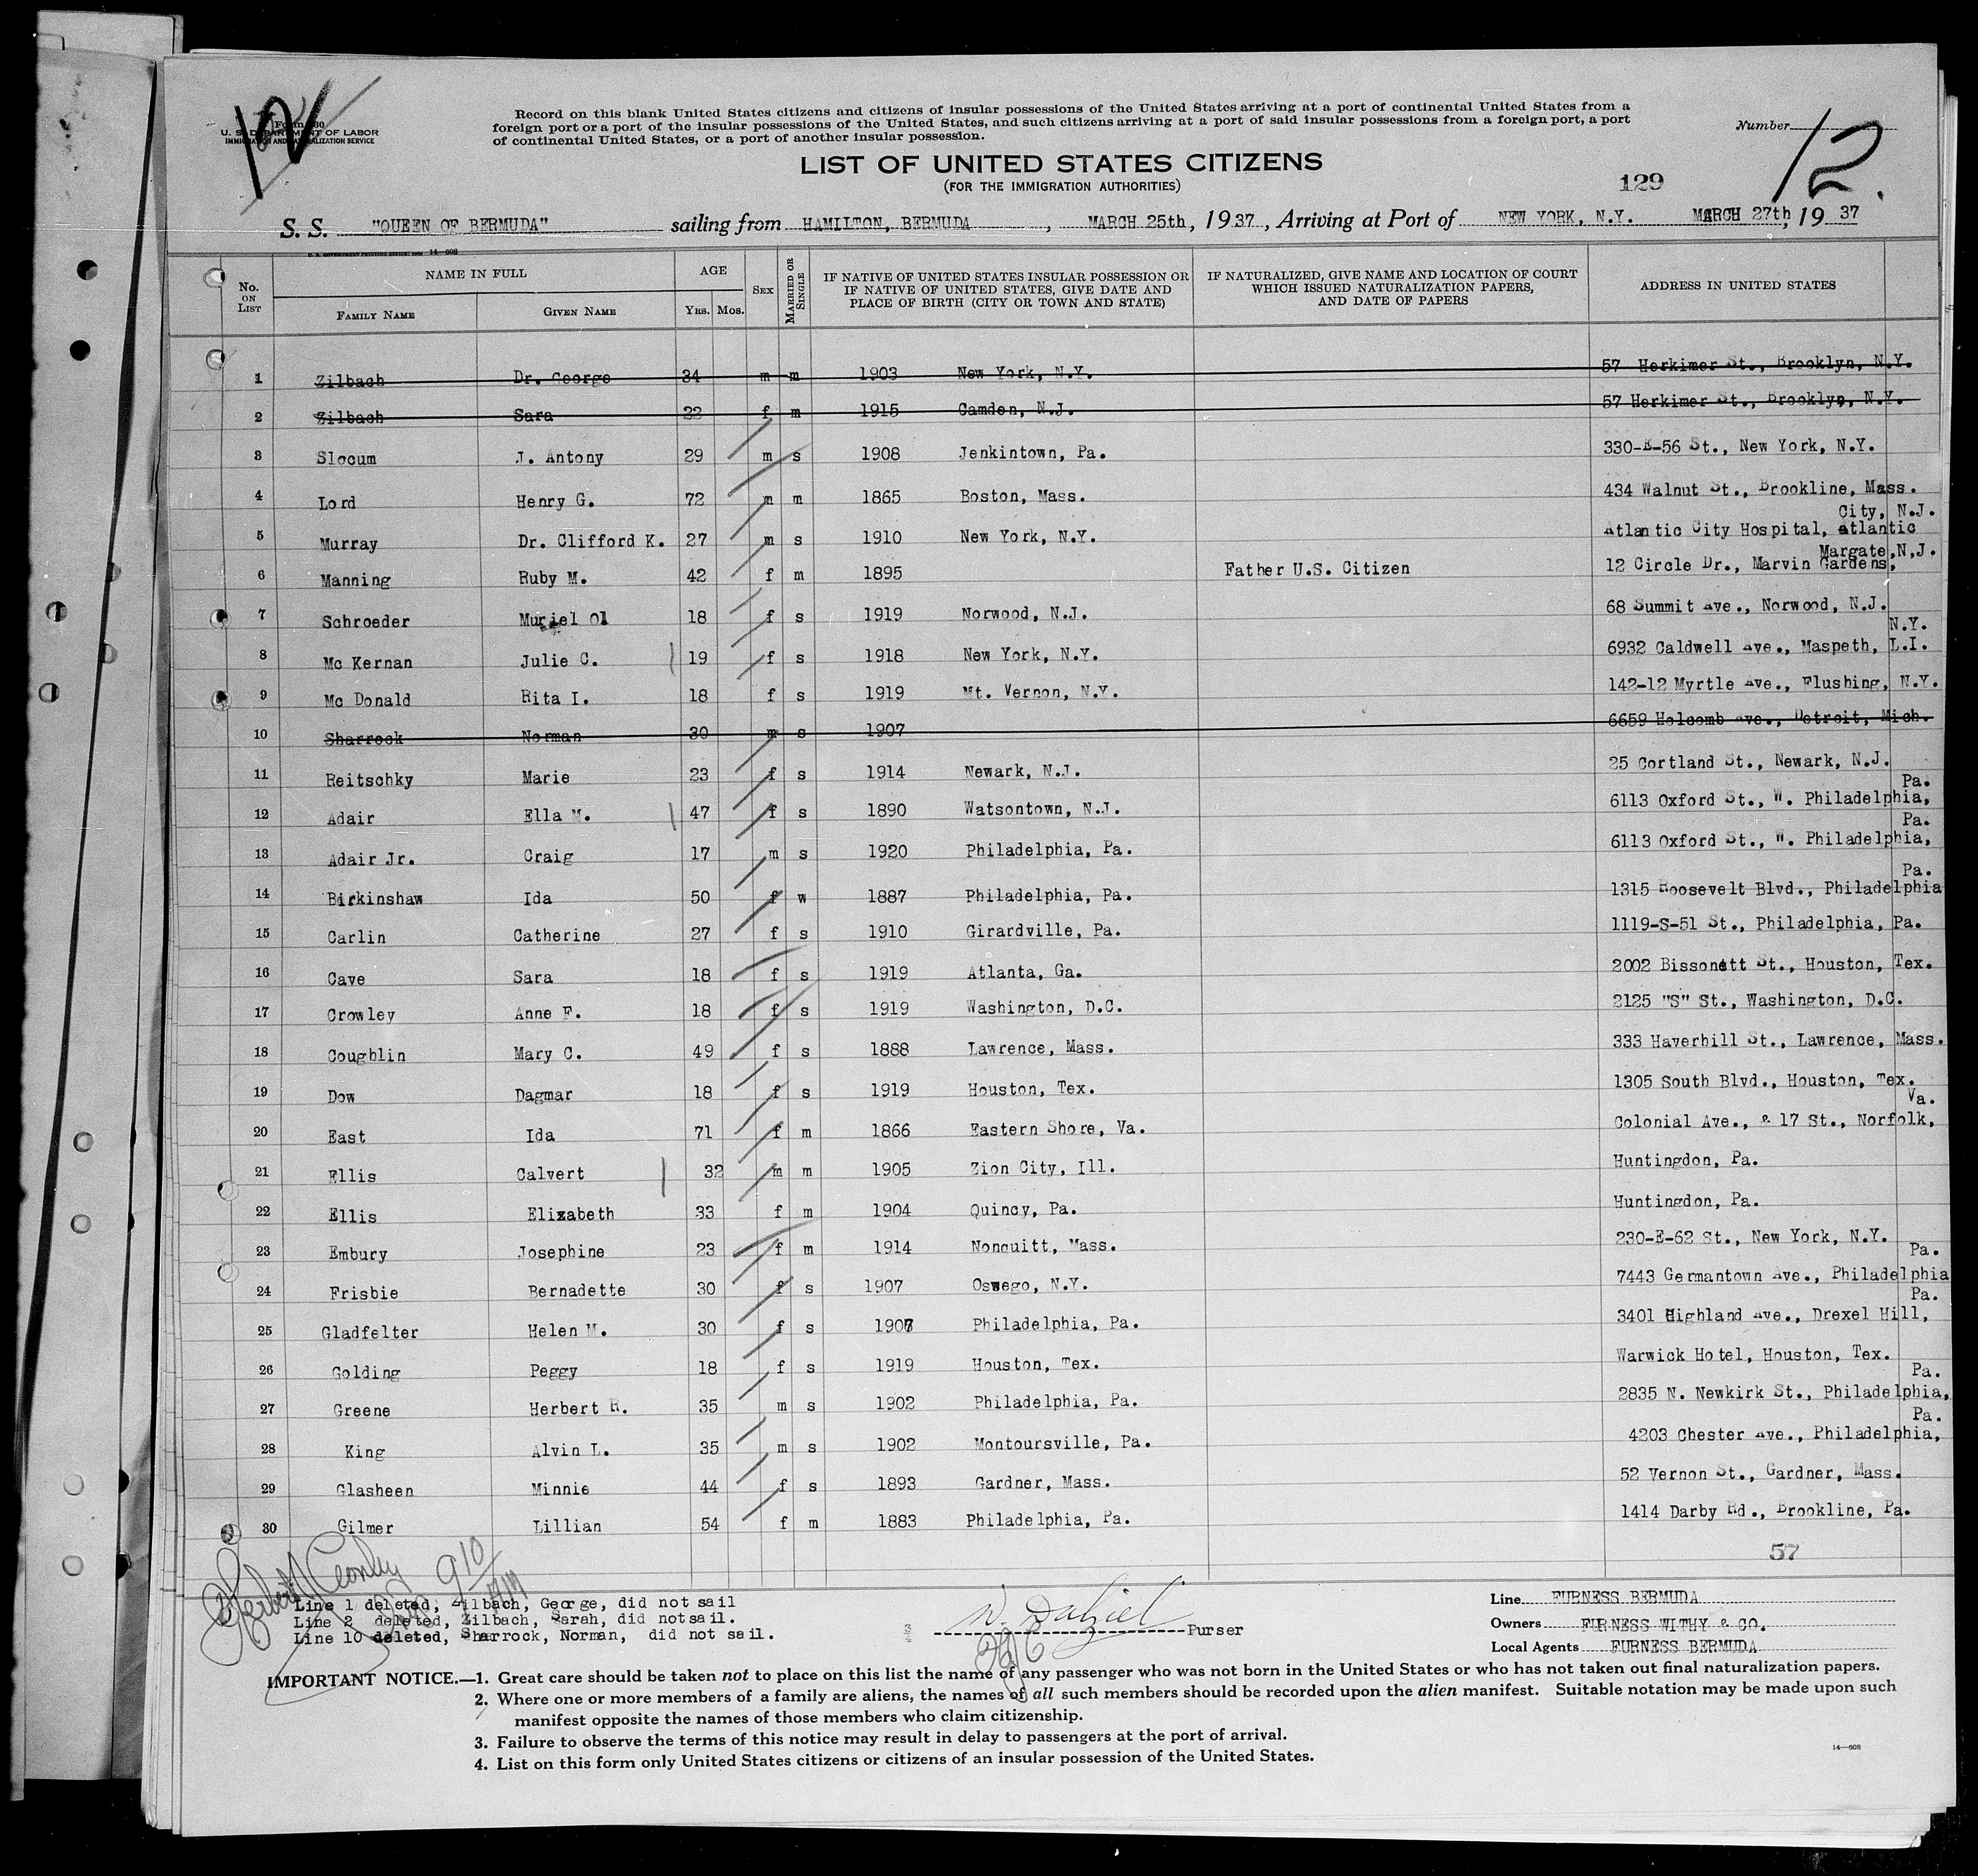 12
Form 630
U. S. DEPARTMENT OF LABOR
IMMIGRATION AND NATURALIZATION SERVICE
Record on this blank United States citizens and citizens of insular possessions of the United States arriving at a port of continental United States from a
foreign port or a port of the insular possessions of the United States, and such citizens arriving at a port of said insular possessions from a foreign port, a port
of continental United States, or a port of another insular possession.
Number 12.
LIST OF UNITED STATES CITIZENS
(FOR THE IMMIGRATION AUTHORITIES)
129
S. S. "QUEEN OF BERMUDA" sailing from HAMILTON, BERMUDA, MARCH 25th, 1937, Arriving at Port of NEW YORK, N.Y. MARCH 27th, 1937
14—608
No. ON LIST NAME IN FULL FAMILY NAME GIVEN NAME AGE YRS. MOS. SEX MARRIED OR SINGLE IF NATIVE OF UNITED STATES INSULAR POSSESSION OR IF NATIVE OF UNITED STATES, GIVE DATE AND PLACE OF BIRTH (CITY OR TOWN AND STATE) IF NATURALIZED, GIVE NAME AND LOCATION OF COURT WHICH ISSUED NATURALIZATION PAPERS, AND DATE OF PAPERS ADDRESS IN UNITED STATES
1 Zilbach Dr. George 34 m m 1903 New York, N.Y. 57 Herkimer St., Brooklyn, N.Y.
2 Zilbach Sara 22 f m 1915 Camden, N.J. 57 Herkimer St., Brooklyn, N.Y.
3 Slocum J. Antony 29 m s 1908 Jenkintown, Pa. 330-E-56 St., New York, N.Y.
4 Lord Henry G. 72 m m 1865 Boston, Mass. 434 Walnut St., Brookline, Mass.
5 Murray Dr. Clifford K. 27 m s 1910 New York, N.Y. Atlantic City Hospital, atlantic City, N.J.
6 Manning Ruby M. 42 f m 1895 Father U.S. Citizen 12 Circle Dr., Marvin Gardens, Margate,N,J.
7 Schroeder Muriel Ol 18 f s 1919 Norwood, N.J. 68 Summit Ave., Norwood, N.J.
8 Mc Kernan Julie C. 19 f s 1918 New York, N.Y. 6932 Caldwell Ave., Maspeth, L.I. N.Y.
9 Mc Donald Rita I. 18 f s 1919 Mt. Vernon, N.Y. 142-12 Myrtle Ave., Flushing, N.Y.
10 Sharrock Norman 30 m s 1907 6659 Holcomb ave., Detroit, Mich.
11 Reitschky Marie 23 f s 1914 Newark, N.J. 25 Cortland St., Newark, N.J.
12 Adair Ella M. 47 f s 1890 Watsontown, N.J. 6113 Oxford St., W. Philadelphia, Pa.
13 Adair Jr. Craig 17 m s 1920 Philadelphia, Pa. 6113 Oxford St., W. Philadelphia, Pa.
14 Birkinshaw Ida 50 f w 1887 Philadelphia, Pa. 1315 Roosevelt Blvd., Philadelphia Pa.
15 Carlin Catherine 27 f s 1910 Girardville, Pa. 1119-S-51 St., Philadelphia, Pa.
16 Cave Sara 18 f s 1919 Atlanta, Ga. 2002 Bissonett St., Houston, Tex.
17 Crowley Anne F. 18 f s 1919 Washington, D.C. 2125 "S" St., Washington, D.C.
18 Coughlin Mary C. 49 f s 1888 Lawrence, Mass. 333 Haverhill St., Lawrence, Mass.
19 Dow Dagmar 18 f s 1919 Houston, Tex. 1305 South Blvd., Houston, Tex.
20 East Ida 71 f m 1866 Eastern Shore, Va. Colonial Ave., & 17 St., Norfolk, Va.
21 Ellis Calvert 32 m m 1905 Zion City, Ill. Huntingdon, Pa.
22 Ellis Elizabeth 33 f m 1904 Quincy, Pa. Huntingdon, Pa.
23 Embury Josephine 23 f m 1914 Nonquitt, Mass. 230-E-62 St., New York, N.Y.
24 Frisbie Bernadette 30 f s 1907 Oswego, N.Y. 7443 Germantown Ave., Philadelphia Pa.
25 Gladfelter Helen M. 30 f s 1907 Philadelphia, Pa. 3401 Highland Ave., Drexel Hill, Pa.
26 Golding Peggy 18 f s 1919 Houston, Tex. Warwick Hotel, Houston, Tex.
27 Greene Herbert R. 35 m s 1902 Philadelphia, Pa. 2835 N. Newkirk St., Philadelphia, Pa.
28 King Alvin L. 35 m s 1902 Montoursville, Pa. 4203 Chester Ave., Philadelphia, Pa.
29 Glasheen Minnie 44 f s 1893 Gardner, Mass. 52 Vernon St., Gardner, Mass.
30 Gilmer Lillian 54 f m 1883 Philadelphia, Pa. 1414 Darby Rd., Brookline, Pa.
57
910 AM
Line 1 deleted, Zilbach, George, did not sail
Line 2 deleted, Zilbach, Sarah, did not sail.
Line 10 deleted, Sharrock, Norman, did not sail.
W. Dalziel Purser
Line FURNESS BERMUDA
Owners FURNESS WITHY & CO.
Local Agents FURNESS BERMUDA
IMPORTANT NOTICE.—1. Great care should be taken not to place on this list the name of any passenger who was not born in the United States or who has not taken out final naturalization papers.
2. Where one or more members of a family are aliens, the names of all such members should be recorded upon the alien manifest. Suitable notation may be made upon such
manifest opposite the names of those members who claim citizenship.
3. Failure to observe the terms of this notice may result in delay to passengers at the port of arrival.
4. List on this form only United States citizens or citizens of an insular possession of the United States.
14—608